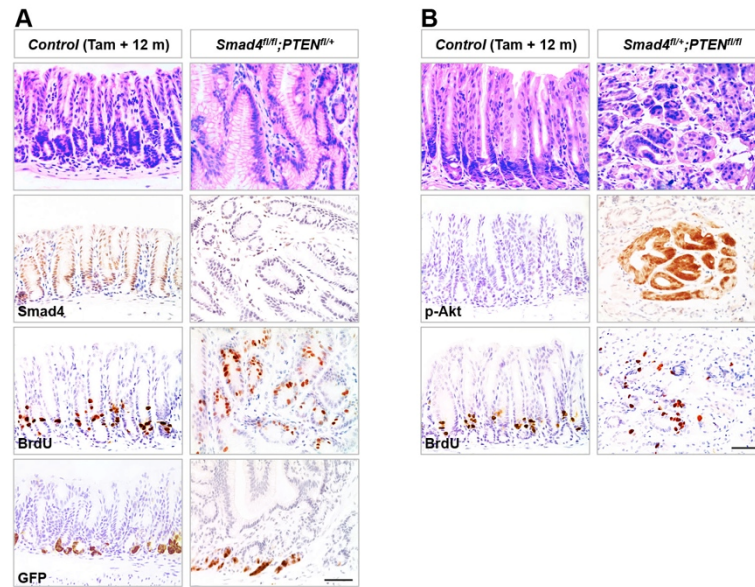 A
Control (Tam + 12 m)
Smad4fl/fl;PTENfl/+
Smad4
BrdU
GFP
B
Control (Tam + 12 m)
Smad4fl/+;PTENfl/fl
p-Akt
BrdU